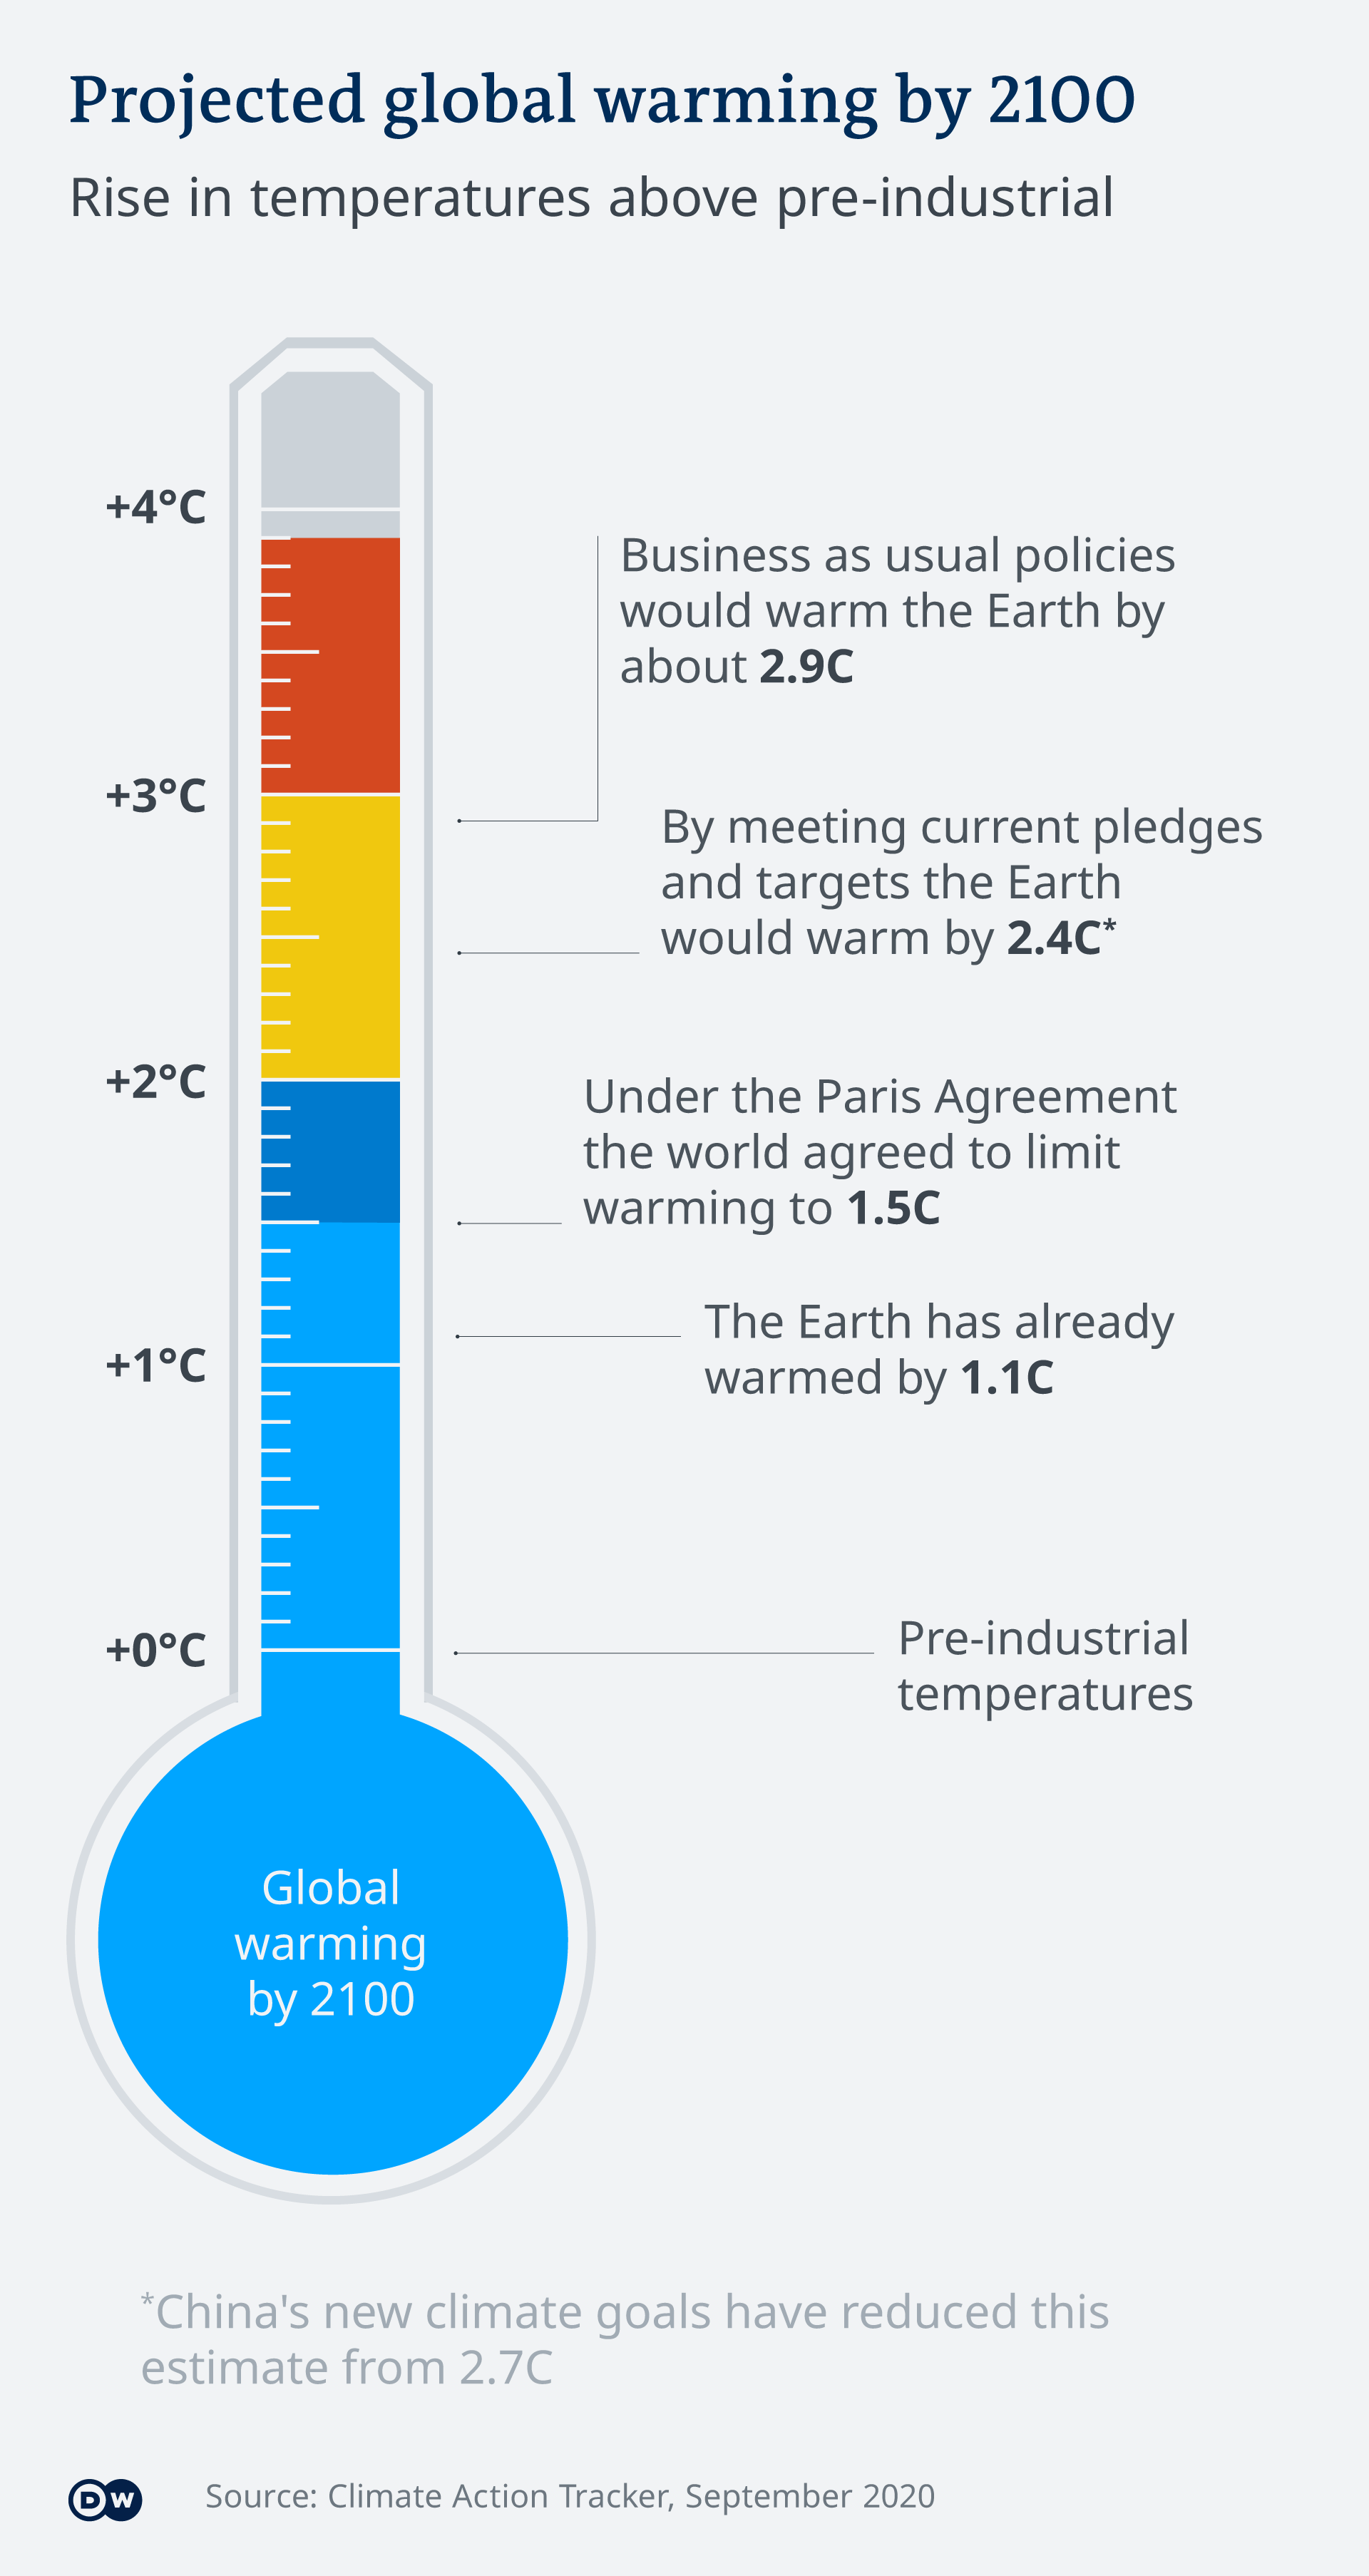 Projected global warming by 2100
Rise in temperatures above pre-industrial
+4°C
Business as usual policies
would warm the Earth by
about 2.9C
+3°C
By meeting current pledges
and targets the Earth
would warm by 2.4C*
+2°C
Under the Paris Agreement
the world agreed to limit
warming to 1.5C
The Earth has already
warmed by 1.1C
+1°C
+0°C
Pre-industrial
temperatures
Global
warming
by 2100
*China's new climate goals have reduced this
estimate from 2.7C
DW
Source: Climate Action Tracker, September 2020